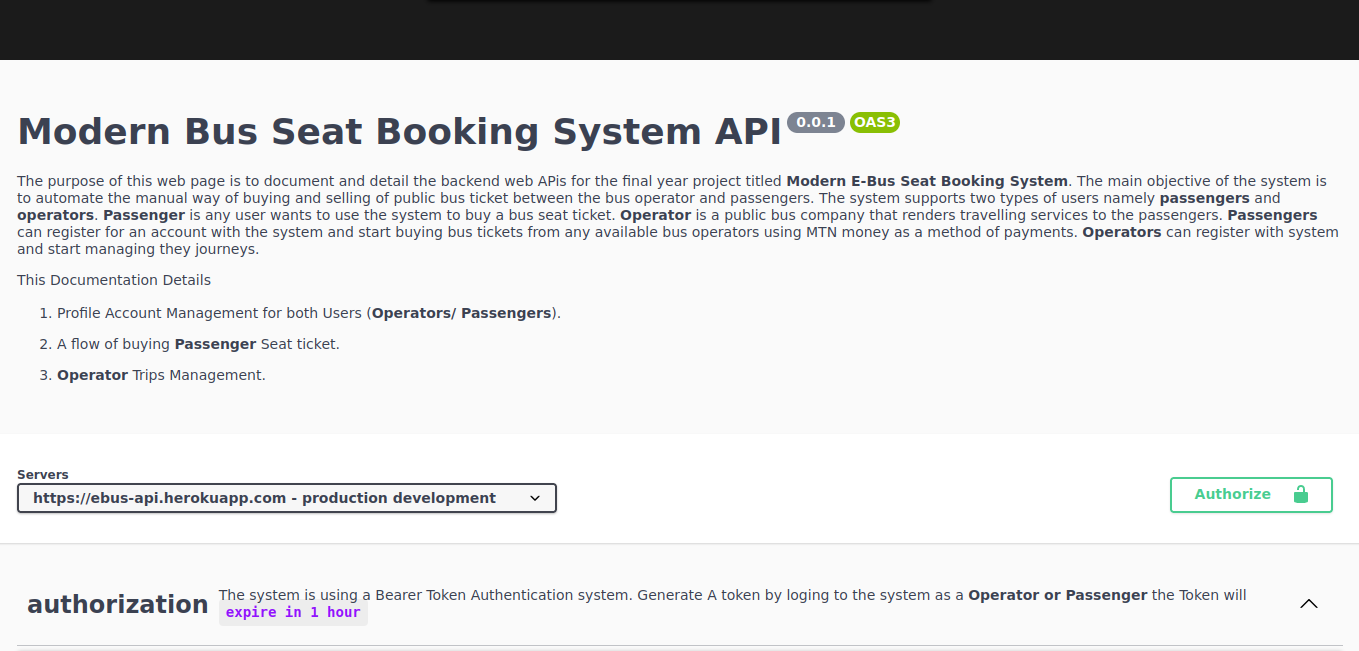 Modern Bus Seat Booking System API 0.0.1 OAS3
The purpose of this web page is to document and detail the backend web APIs for the final year project titled Modern E-Bus Seat Booking System. The main objective of the system is
to automate the manual way of buying and selling of public bus ticket between the bus operator and passengers. The system supports two types of users namely passengers and
operators. Passenger is any user wants to use the system to buy a bus seat ticket. Operator is a public bus company that renders travelling services to the passengers. Passengers
can register for an account with the system and start buying bus tickets from any available bus operators using MTN money as a method of payments. Operators can register with system
and start managing they journeys.
This Documentation Details
1. Profile Account Management for both Users (Operators/ Passengers).
2. A flow of buying Passenger Seat ticket.
3. Operator Trips Management.
Servers
https://ebus-api.herokuapp.com - production development
Authorize
authorization
The system is using a Bearer Token Authentication system. Generate A token by loging to the system as a Operator or Passenger the Token will
expire in 1 hour